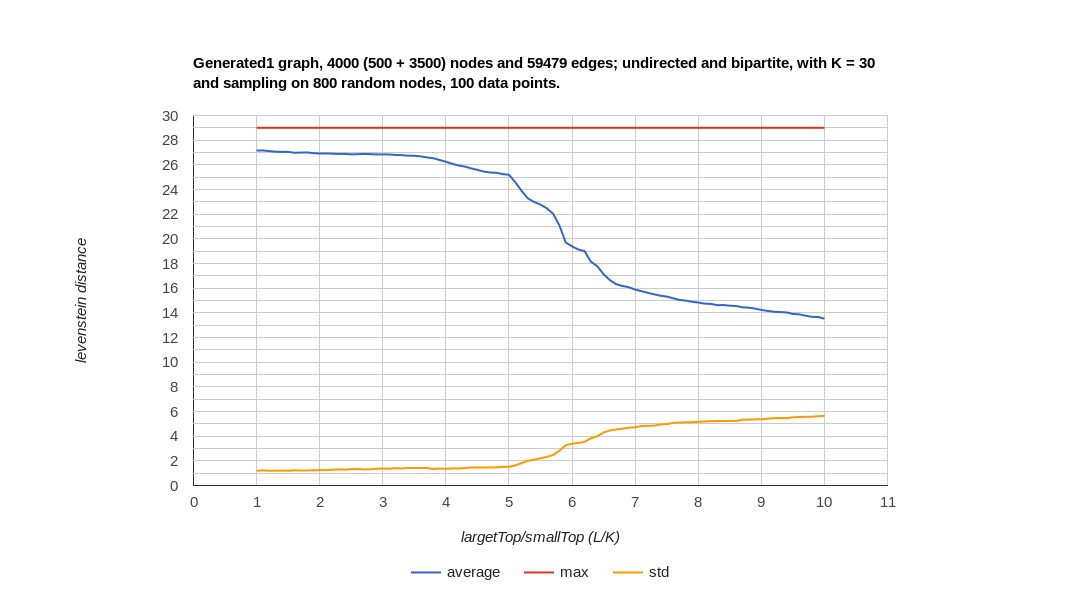 Generated1 graph, 4000 (500 + 3500) nodes and 59479 edges; undirected and bipartite, with K = 30
and sampling on 800 random nodes, 100 data points.
30
28
26
24
22
20
18
16
14
12
10
8
6
4
2
0
levenstein distance
0 1 2 3 4 5 6 7 8 9 10 11
largetTop/smallTop (L/K)
average max std